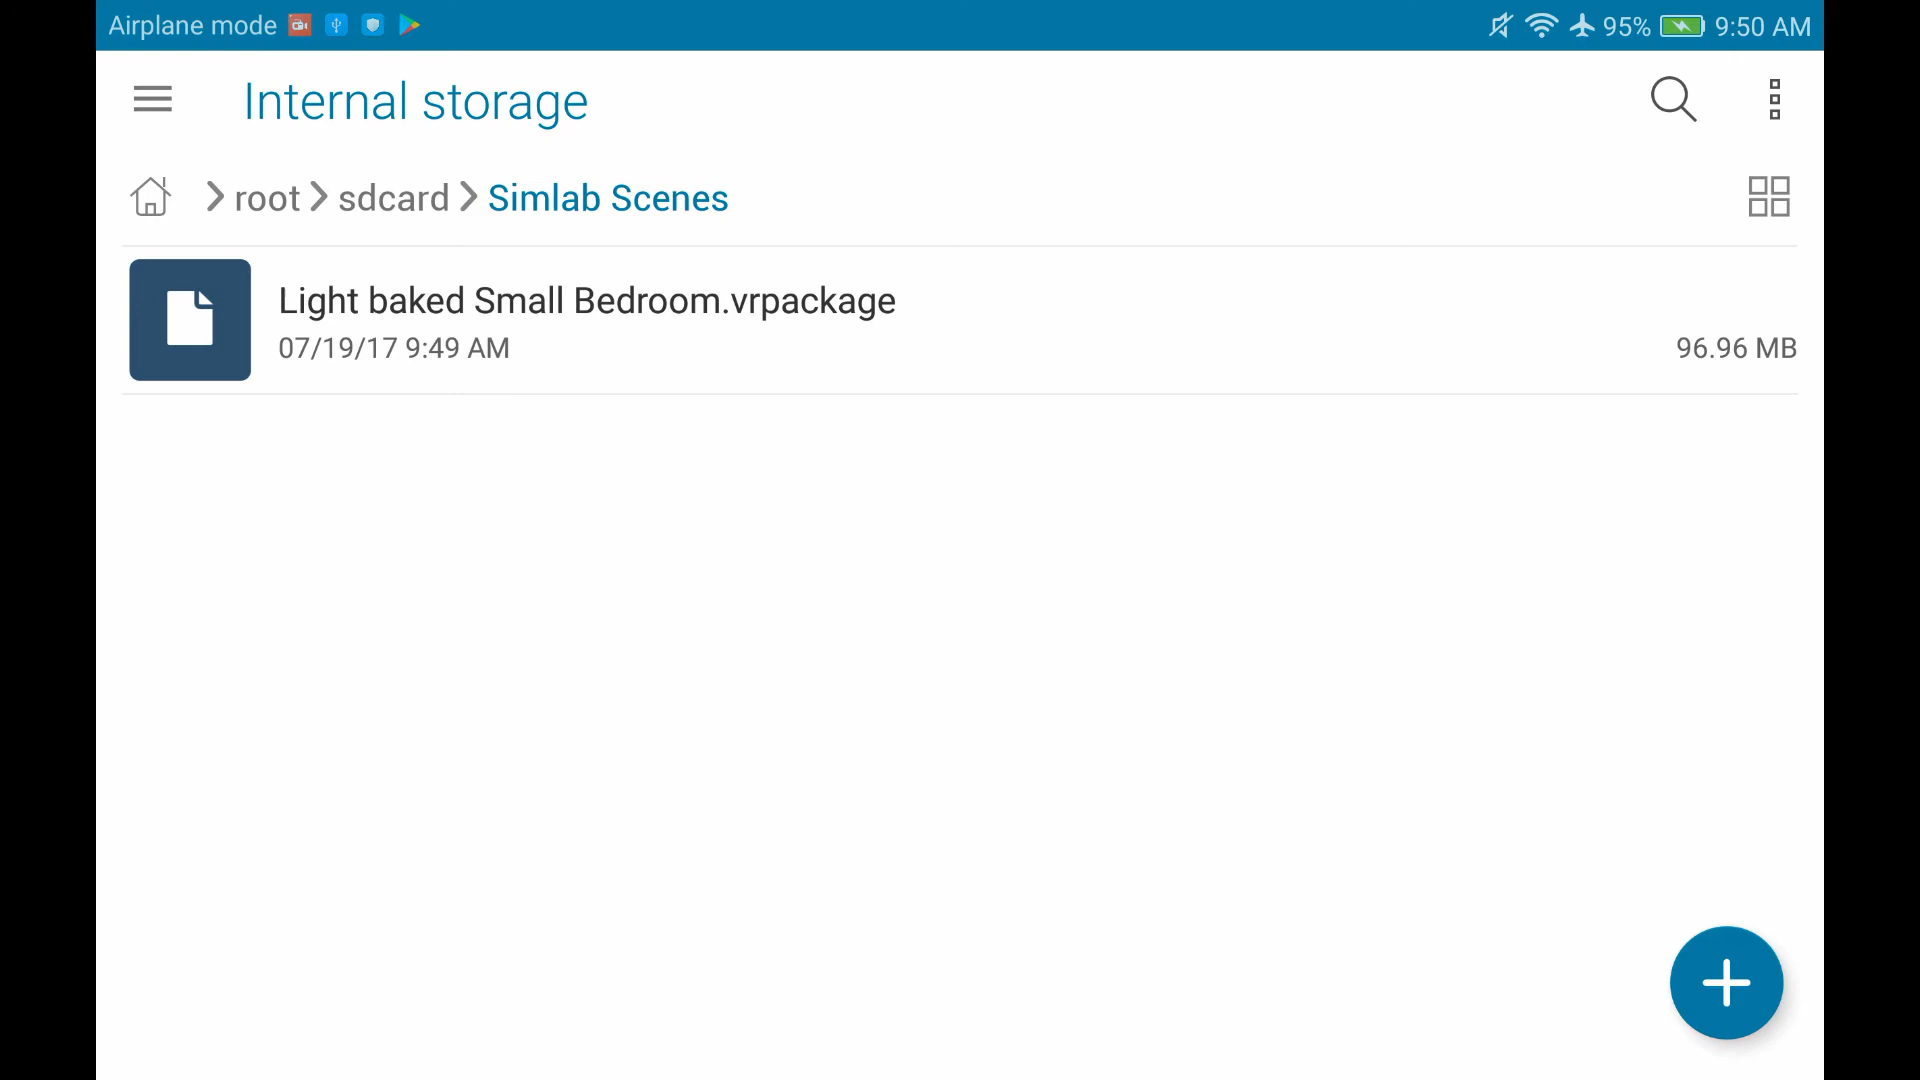 Airplane mode 95% 9:50 AM
Internal storage
root sdcard Simlab Scenes
Light baked Small Bedroom.vrpackage
07/19/17 9:49 AM 96.96 MB